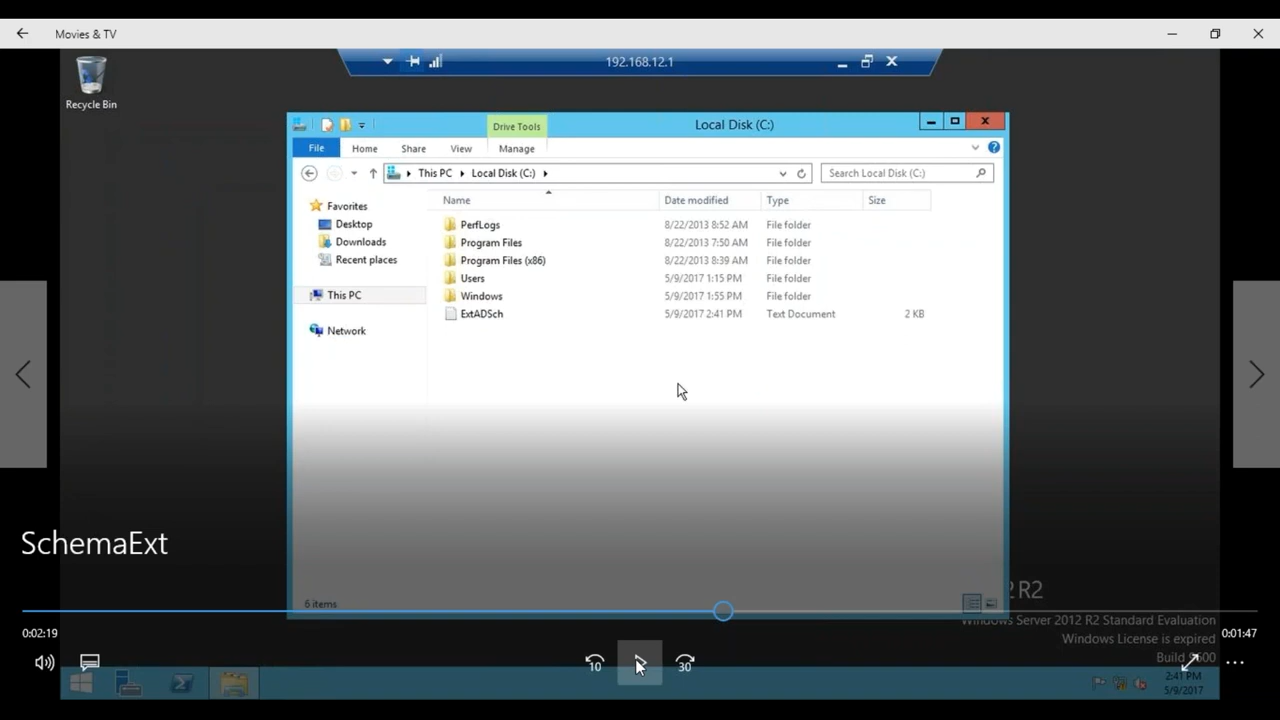 Movies & TV
Recycle Bin
192.168.12.1
Drive Tools
Local Disk (C:)
File Home Share View Manage
This PC Local Disk (C:)
Search Local Disk (C:)
Name Date modified Type Size
Favorites
Desktop
Downloads
Recent places
This PC
Network
PerfLogs 8/22/2013 8:52 AM File folder
Program Files 8/22/2013 7:50 AM File folder
Program Files (x86) 8/22/2013 8:39 AM File folder
Users 5/9/2017 1:15 PM File folder
Windows 5/9/2017 1:55 PM File folder
ExtADSch 5/9/2017 2:41 PM Text Document 2 KB
SchemaExt
6 items
R2
Windows Server 2012 R2 Standard Evaluation
Windows License is expired
Build 9600
0:02:19
0:01:47
10
30
2:41 PM
5/9/2017